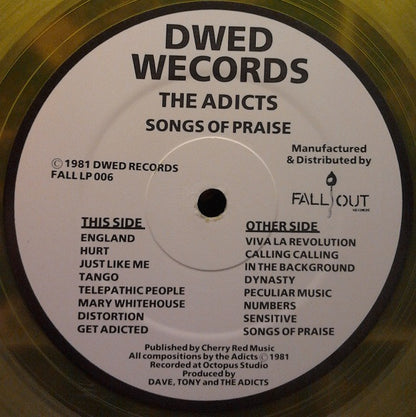 DWED
WECORDS
THE ADICTS
SONGS OF PRAISE
Manufactured
& Distributed by
© 1981 DWED RECORDS
FALL LP 006
FALL OUT
RECORDS
THIS SIDE
ENGLAND
HURT
JUST LIKE ME
TANGO
TELEPATHIC PEOPLE
MARY WHITEHOUSE
DISTORTION
GET ADICTED
OTHER SIDE
VIVA LA REVOLUTION
CALLING CALLING
IN THE BACKGROUND
DYNASTY
PECULIAR MUSIC
NUMBERS
SENSITIVE
SONGS OF PRAISE
Published by Cherry Red Music
All compositions by the Adicts © 1981
Recorded at Octopus Studio
Produced by
DAVE, TONY and THE ADICTS